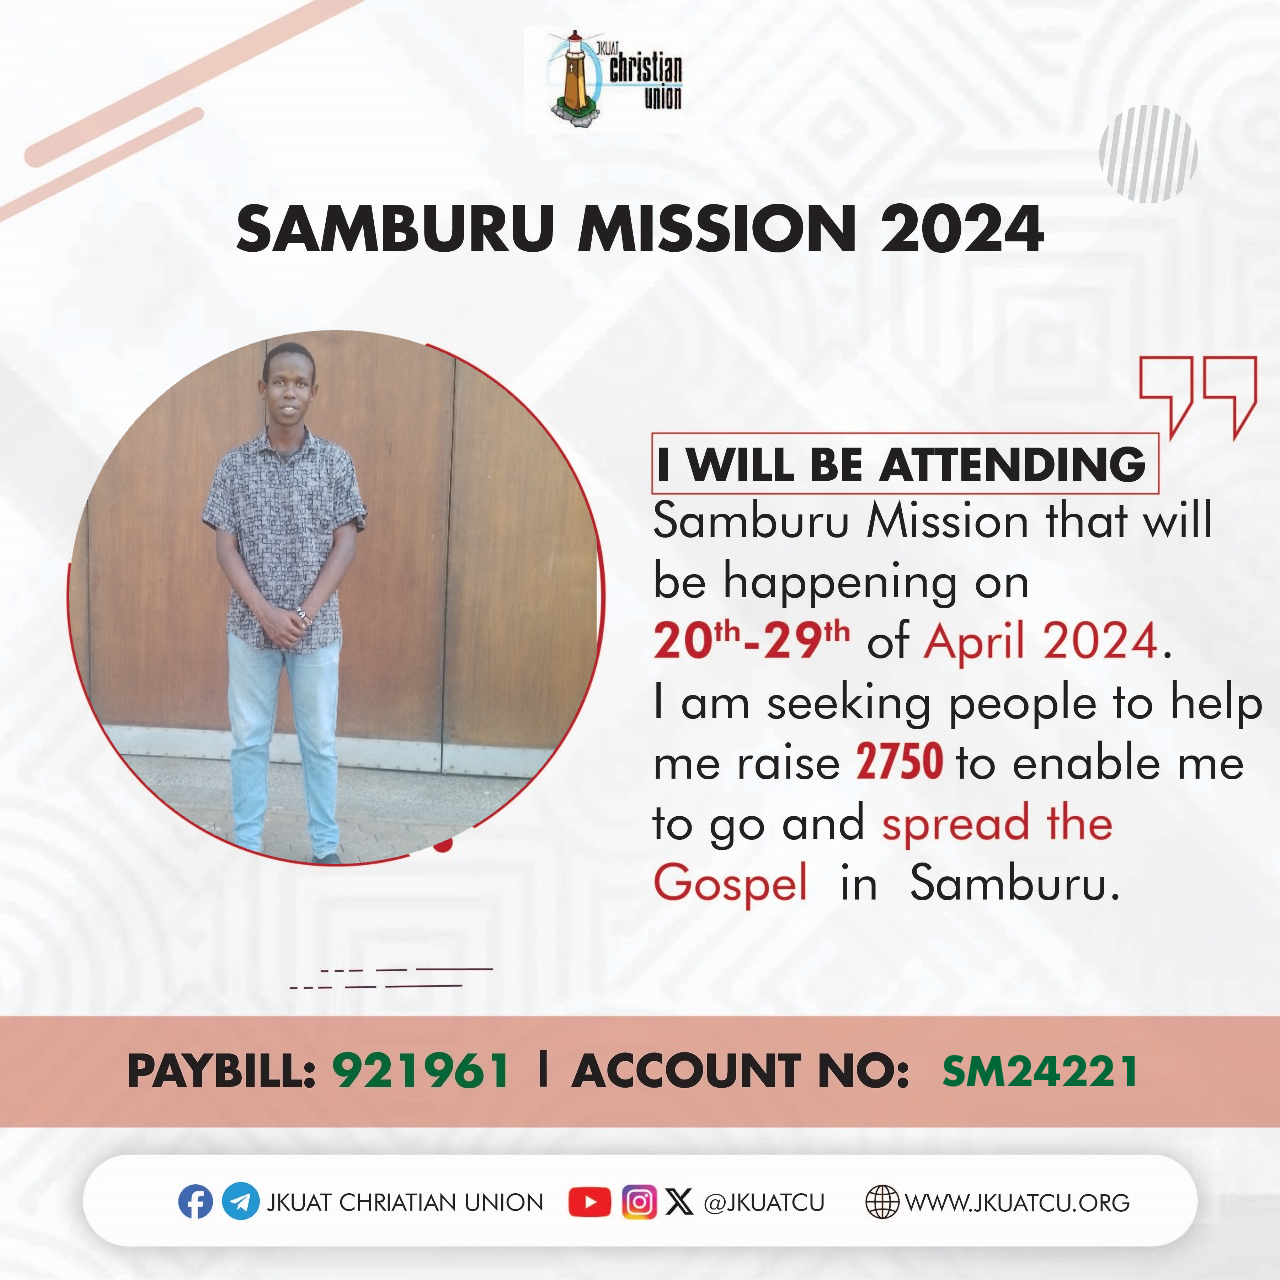 JKUAT
christian
union
SAMBURU MISSION 2024
I WILL BE ATTENDING
Samburu Mission that will
be happening on
20th-29th of April 2024.
I am seeking people to help
me raise 2750 to enable me
to go and spread the
Gospel in Samburu.
PAYBILL: 921961 | ACCOUNT NO: SM24221
JKUAT CHRIATIAN UNION @JKUATCU WWW.JKUATCU.ORG